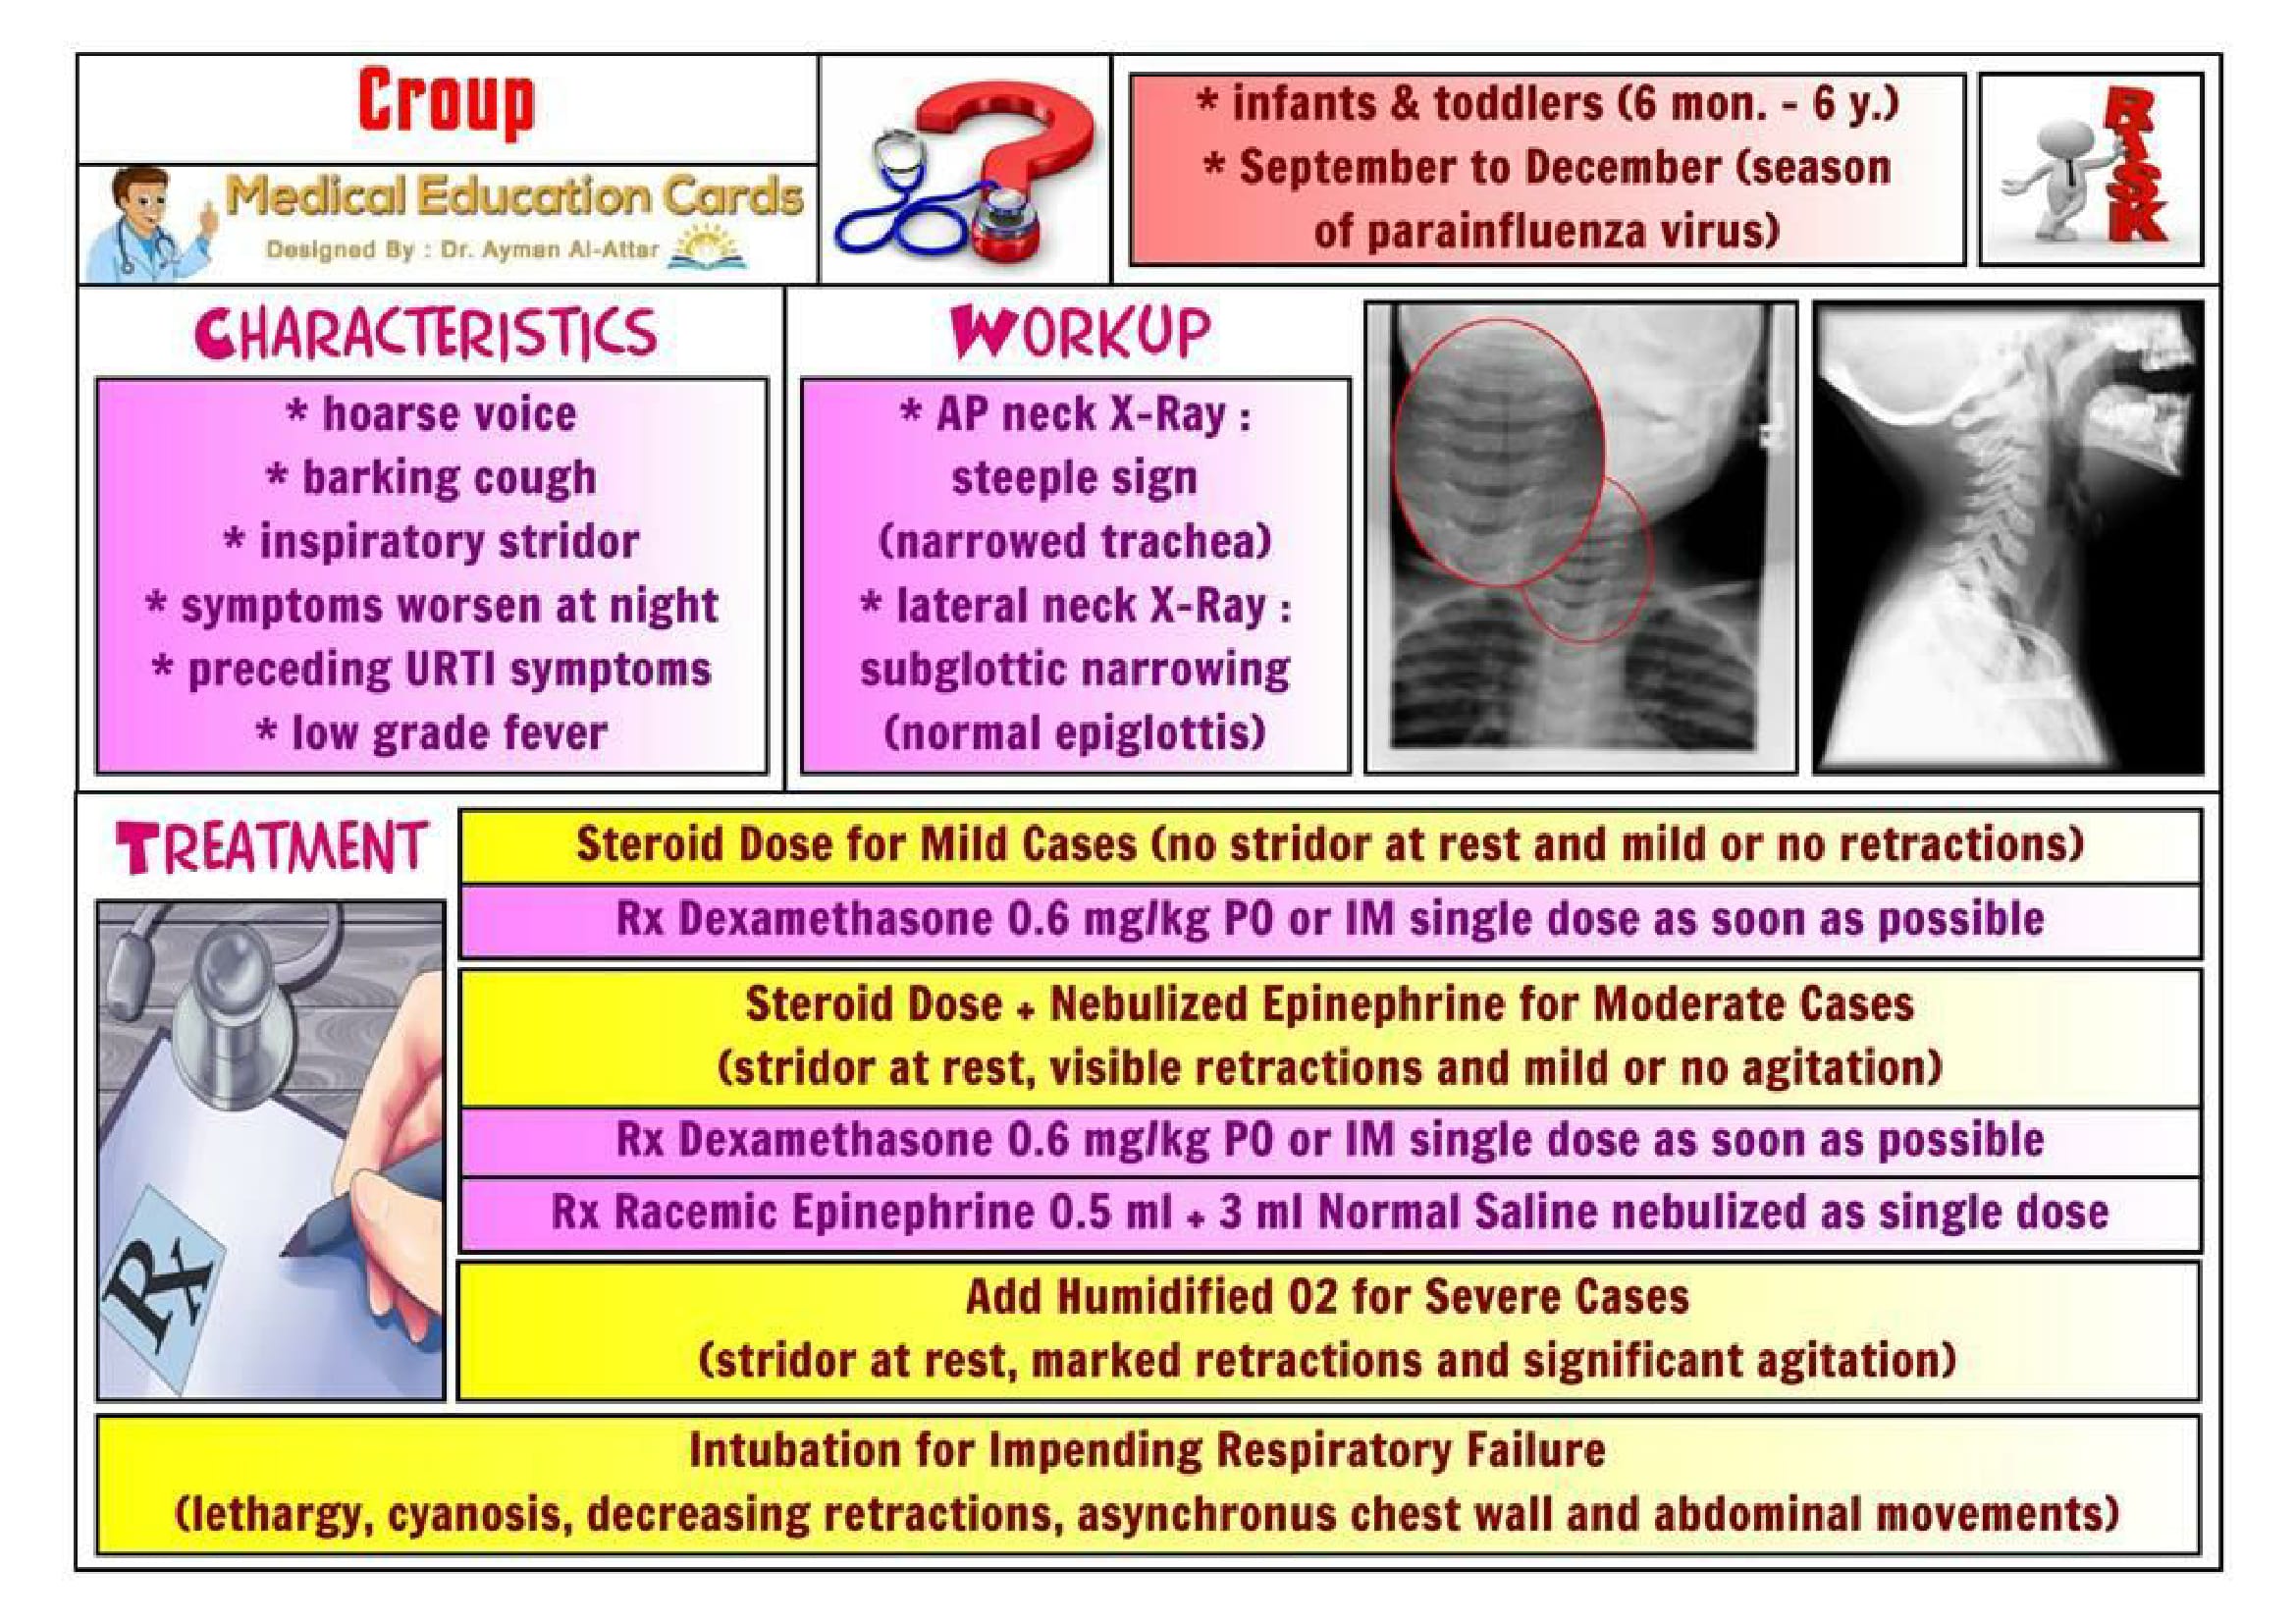 Croup
Medical Education Cards
Designed By : Dr. Ayman Al-Attar
* infants & toddlers (6 mon. - 6 y.)
* September to December (season
of parainfluenza virus)
RISK
CHARACTERISTICS
* hoarse voice
* barking cough
* inspiratory stridor
* symptoms worsen at night
* preceding URTI symptoms
* low grade fever
WORKUP
* AP neck X-Ray :
steeple sign
(narrowed trachea)
* lateral neck X-Ray :
subglottic narrowing
(normal epiglottis)
TREATMENT
Rx
Steroid Dose for Mild Cases (no stridor at rest and mild or no retractions)
Rx Dexamethasone 0.6 mg/kg PO or IM single dose as soon as possible
Steroid Dose + Nebulized Epinephrine for Moderate Cases
(stridor at rest, visible retractions and mild or no agitation)
Rx Dexamethasone 0.6 mg/kg PO or IM single dose as soon as possible
Rx Racemic Epinephrine 0.5 ml + 3 ml Normal Saline nebulized as single dose
Add Humidified O2 for Severe Cases
(stridor at rest, marked retractions and significant agitation)
Intubation for Impending Respiratory Failure
(lethargy, cyanosis, decreasing retractions, asynchronus chest wall and abdominal movements)